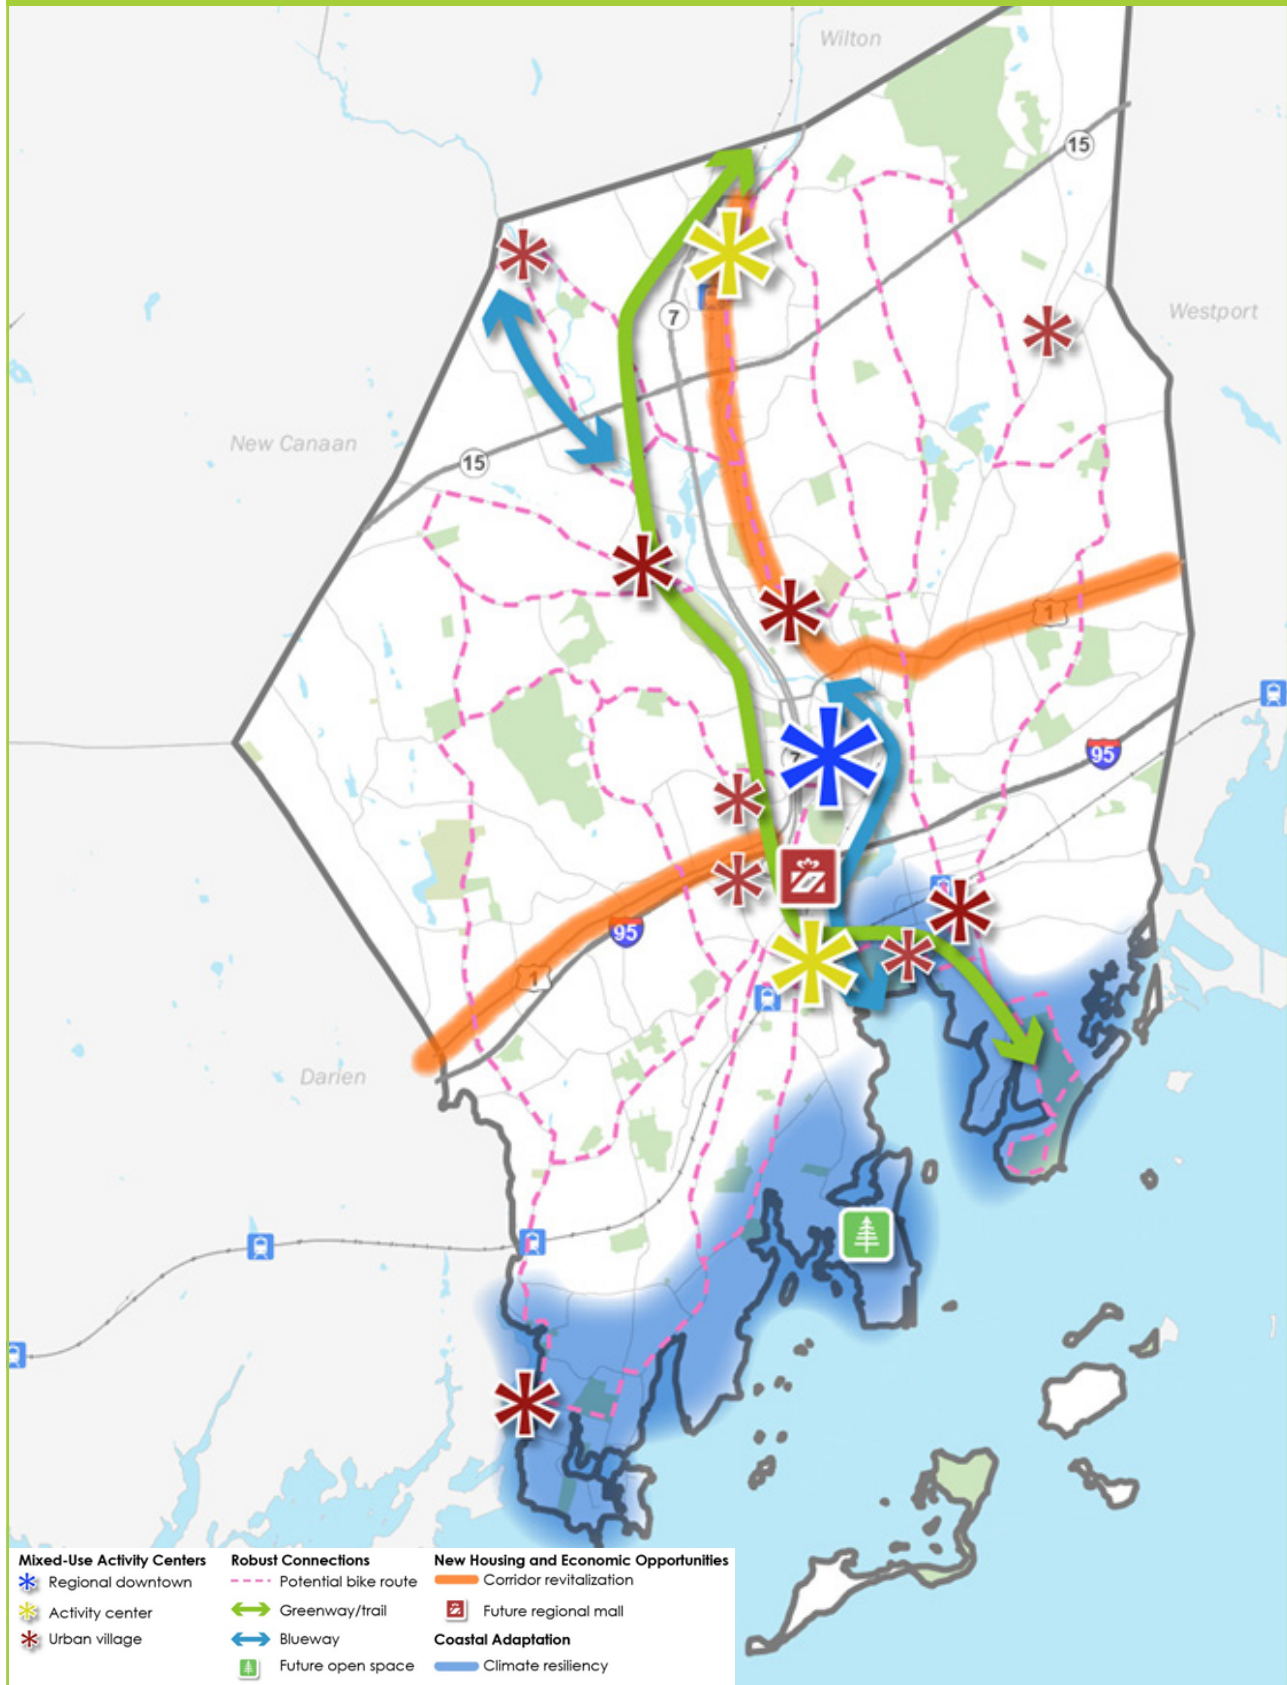 Wilton
15
Westport
7
New Canaan
15
1
7
95
95
1
Darien
Mixed-Use Activity Centers
Regional downtown
Activity center
Urban village
Robust Connections
Potential bike route
Greenway/trail
Blueway
Future open space
New Housing and Economic Opportunities
Corridor revitalization
Future regional mall
Coastal Adaptation
Climate resiliency